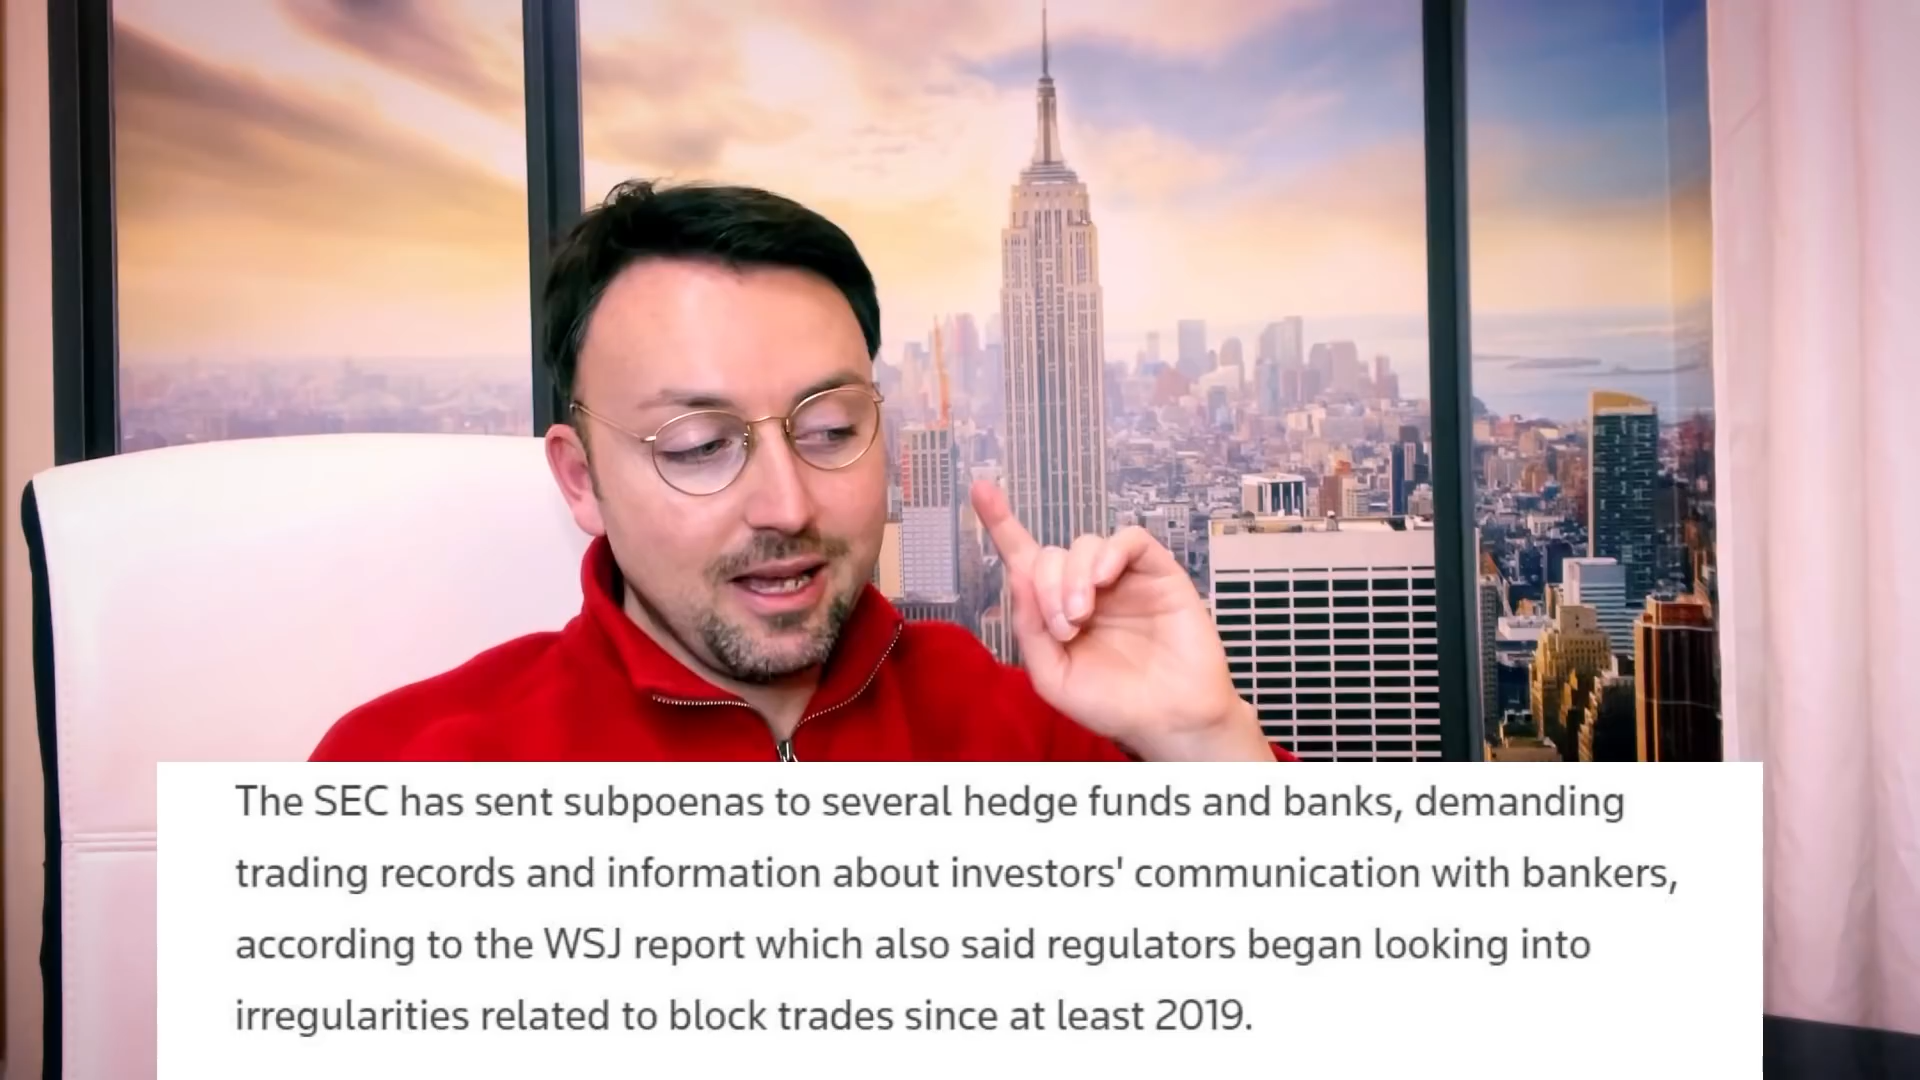 The SEC has sent subpoenas to several hedge funds and banks, demanding
trading records and information about investors' communication with bankers,
according to the WSJ report which also said regulators began looking into
irregularities related to block trades since at least 2019.